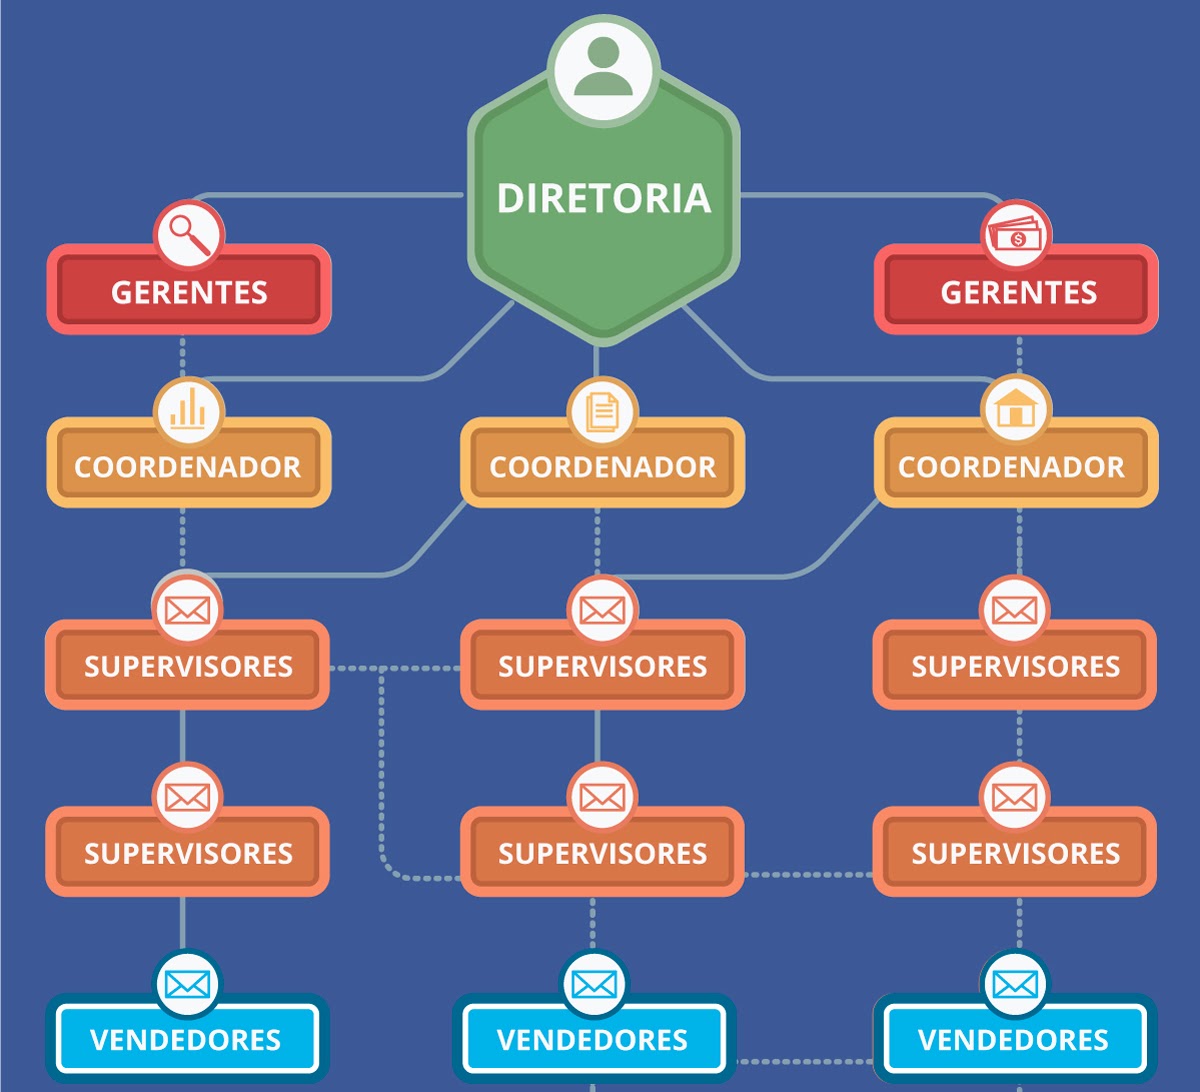 DIRETORIA
GERENTES
GERENTES
COORDENADOR
COORDENADOR
COORDENADOR
SUPERVISORES
SUPERVISORES
SUPERVISORES
SUPERVISORES
SUPERVISORES
SUPERVISORES
VENDEDORES
VENDEDORES
VENDEDORES